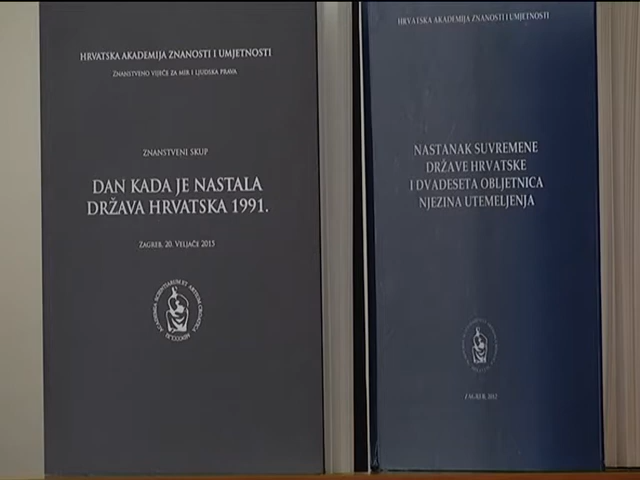 HRVATSKA AKADEMIJA ZNANOSTI I UMJETNOSTI
ZNANSTVENO VIJEĆE ZA MIR I LJUDSKA PRAVA
ZNANSTVENI SKUP
DAN KADA JE NASTALA
DRŽAVA HRVATSKA 1991.
ZAGREB, 20. VELJAČE 2015
HRVATSKA AKADEMIJA ZNANOSTI I UMJETNOSTI
NASTANAK SUVREMENE
DRŽAVE HRVATSKE
I DVADESETA OBLJETNICA
NJEZINA UTEMELJENJA
ZAGREB, 2012